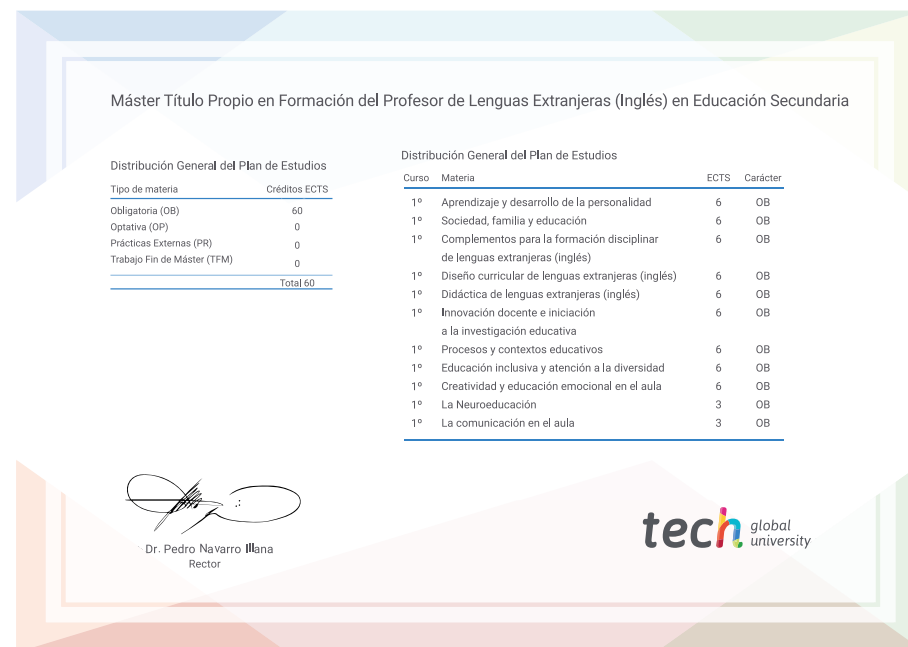 Máster Título Propio en Formación del Profesor de Lenguas Extranjeras (Inglés) en Educación Secundaria
Distribución General del Plan de Estudios
Tipo de materia Créditos ECTS
Obligatoria (OB) 60
Optativa (OP) 0
Prácticas Externas (PR) 0
Trabajo Fin de Máster (TFM) 0
Total 60
Distribución General del Plan de Estudios
Curso Materia ECTS Carácter
1º Aprendizaje y desarrollo de la personalidad 6 OB
1º Sociedad, familia y educación 6 OB
1º Complementos para la formación disciplinar 6 OB
de lenguas extranjeras (inglés)
1º Diseño curricular de lenguas extranjeras (inglés) 6 OB
1º Didáctica de lenguas extranjeras (inglés) 6 OB
1º Innovación docente e iniciación 6 OB
a la investigación educativa
1º Procesos y contextos educativos 6 OB
1º Educación inclusiva y atención a la diversidad 6 OB
1º Creatividad y educación emocional en el aula 6 OB
1º La Neuroeducación 3 OB
1º La comunicación en el aula 3 OB
Dr. Pedro Navarro Illana
Rector
tech global
university